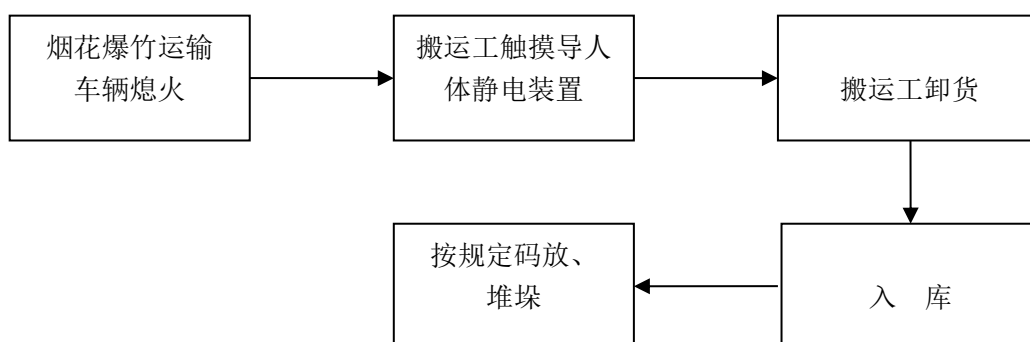 烟花爆竹运输
车辆熄火
搬运工触摸导人
体静电装置
搬运工卸货
入 库
按规定码放、
堆垛